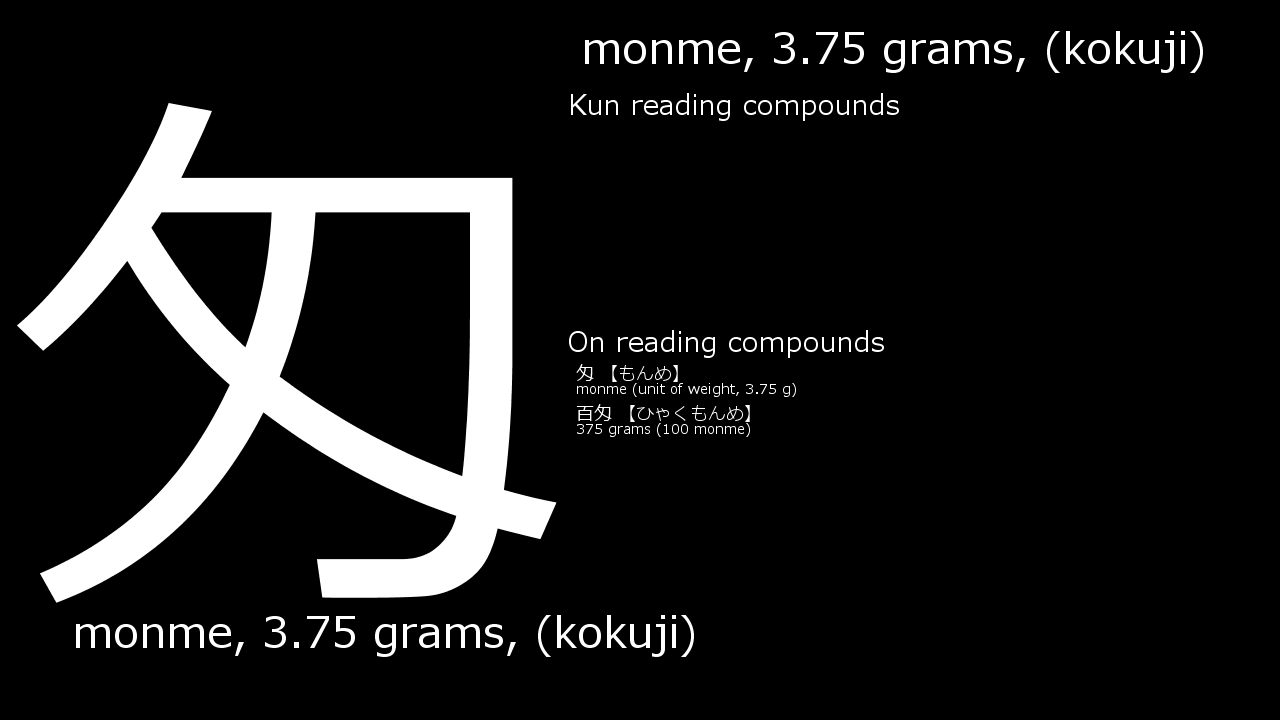 匁
monme, 3.75 grams, (kokuji)
Kun reading compounds
On reading compounds
匁 【もんめ】
monme (unit of weight, 3.75 g)
百匁 【ひゃくもんめ】
375 grams (100 monme)
monme, 3.75 grams, (kokuji)